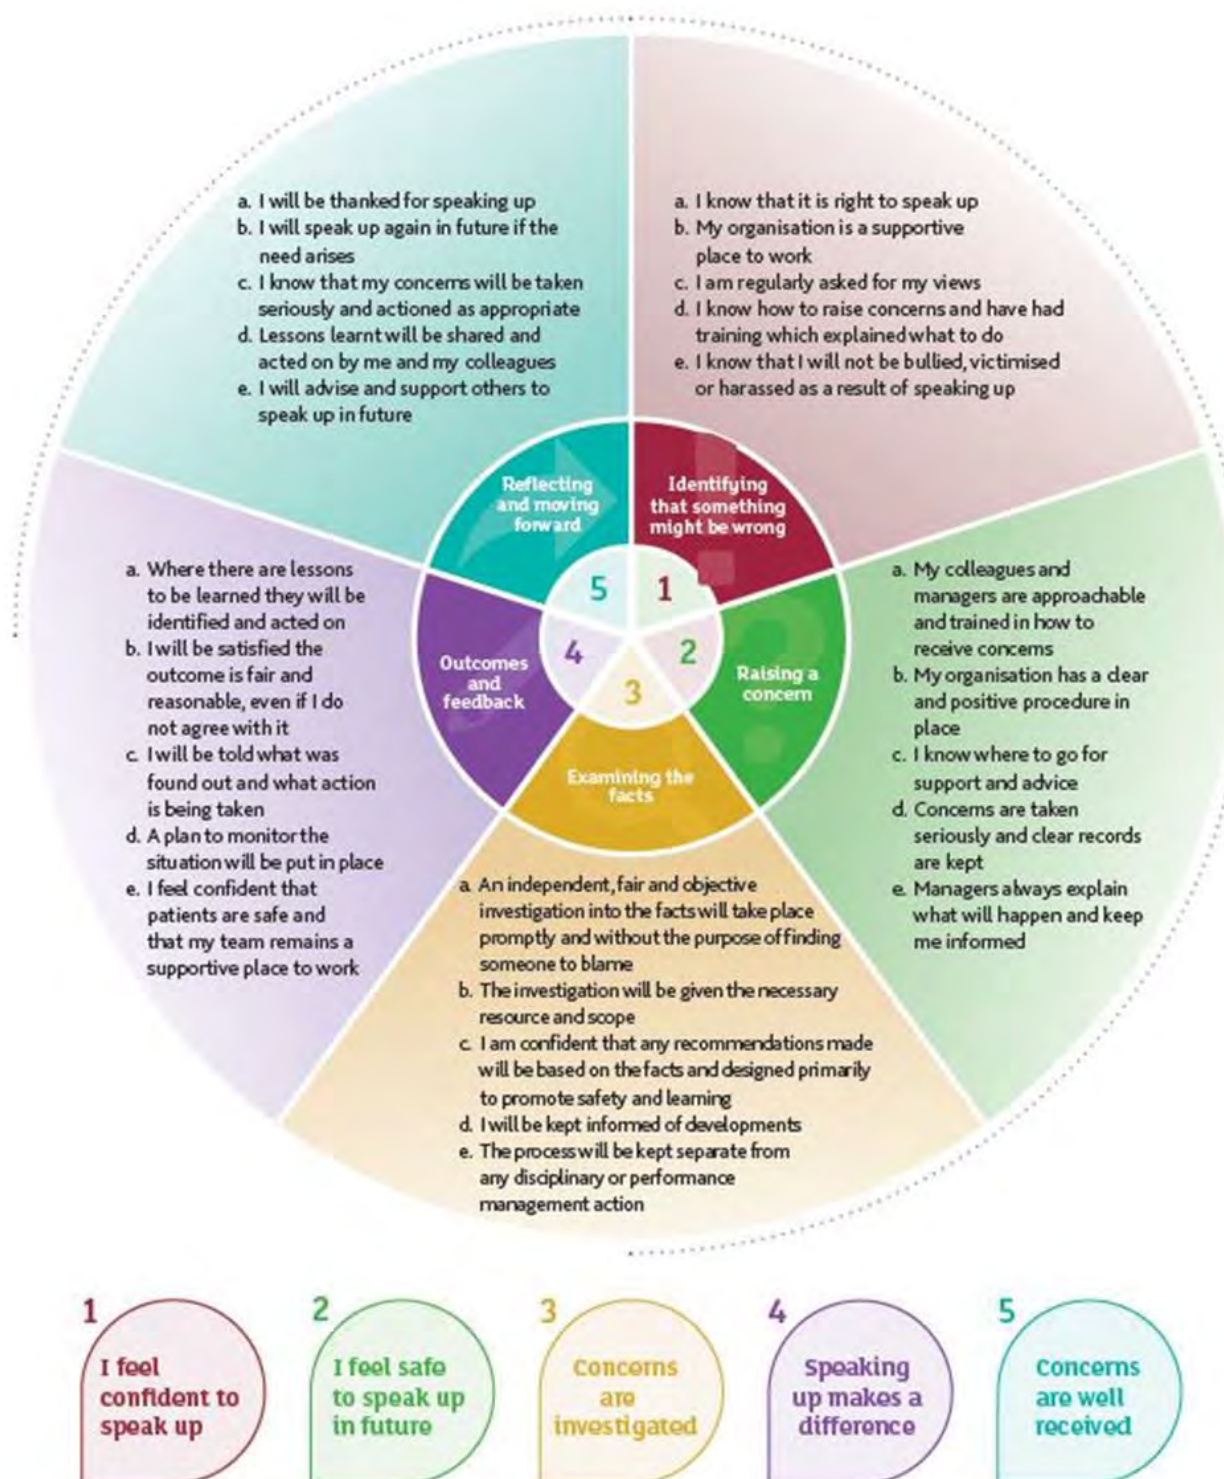 a. I will be thanked for speaking up
b. I will speak up again in future if the
need arises
c. I know that my concerns will be taken
seriously and actioned as appropriate
d. Lessons learnt will be shared and
acted on by me and my colleagues
e. I will advise and support others to
speak up in future
a. I know that it is right to speak up
b. My organisation is a supportive
place to work
c. I am regularly asked for my views
d. I know how to raise concerns and have had
training which explained what to do
e. I know that I will not be bullied, victimised
or harassed as a result of speaking up
Reflecting
and moving
forward
Identifying
that something
might be wrong
5
1
4
2
3
Outcomes
and
feedback
Raising a
concern
Examining the
facts
a. Where there are lessons
to be learned they will be
identified and acted on
b. I will be satisfied the
outcome is fair and
reasonable, even if I do
not agree with it
c. I will be told what was
found out and what action
is being taken
d. A plan to monitor the
situation will be put in place
e. I feel confident that
patients are safe and
that my team remains a
supportive place to work
a. My colleagues and
managers are approachable
and trained in how to
receive concerns
b. My organisation has a clear
and positive procedure in
place
c. I know where to go for
support and advice
d. Concerns are taken
seriously and clear records
are kept
e. Managers always explain
what will happen and keep
me informed
a. An independent, fair and objective
investigation into the facts will take place
promptly and without the purpose of finding
someone to blame
b. The investigation will be given the necessary
resource and scope
c. I am confident that any recommendations made
will be based on the facts and designed primarily
to promote safety and learning
d. I will be kept informed of developments
e. The process will be kept separate from
any disciplinary or performance
management action
1
I feel
confident to
speak up
2
I feel safe
to speak up
in future
3
Concerns
are
investigated
4
Speaking
up makes a
difference
5
Concerns
are well
received